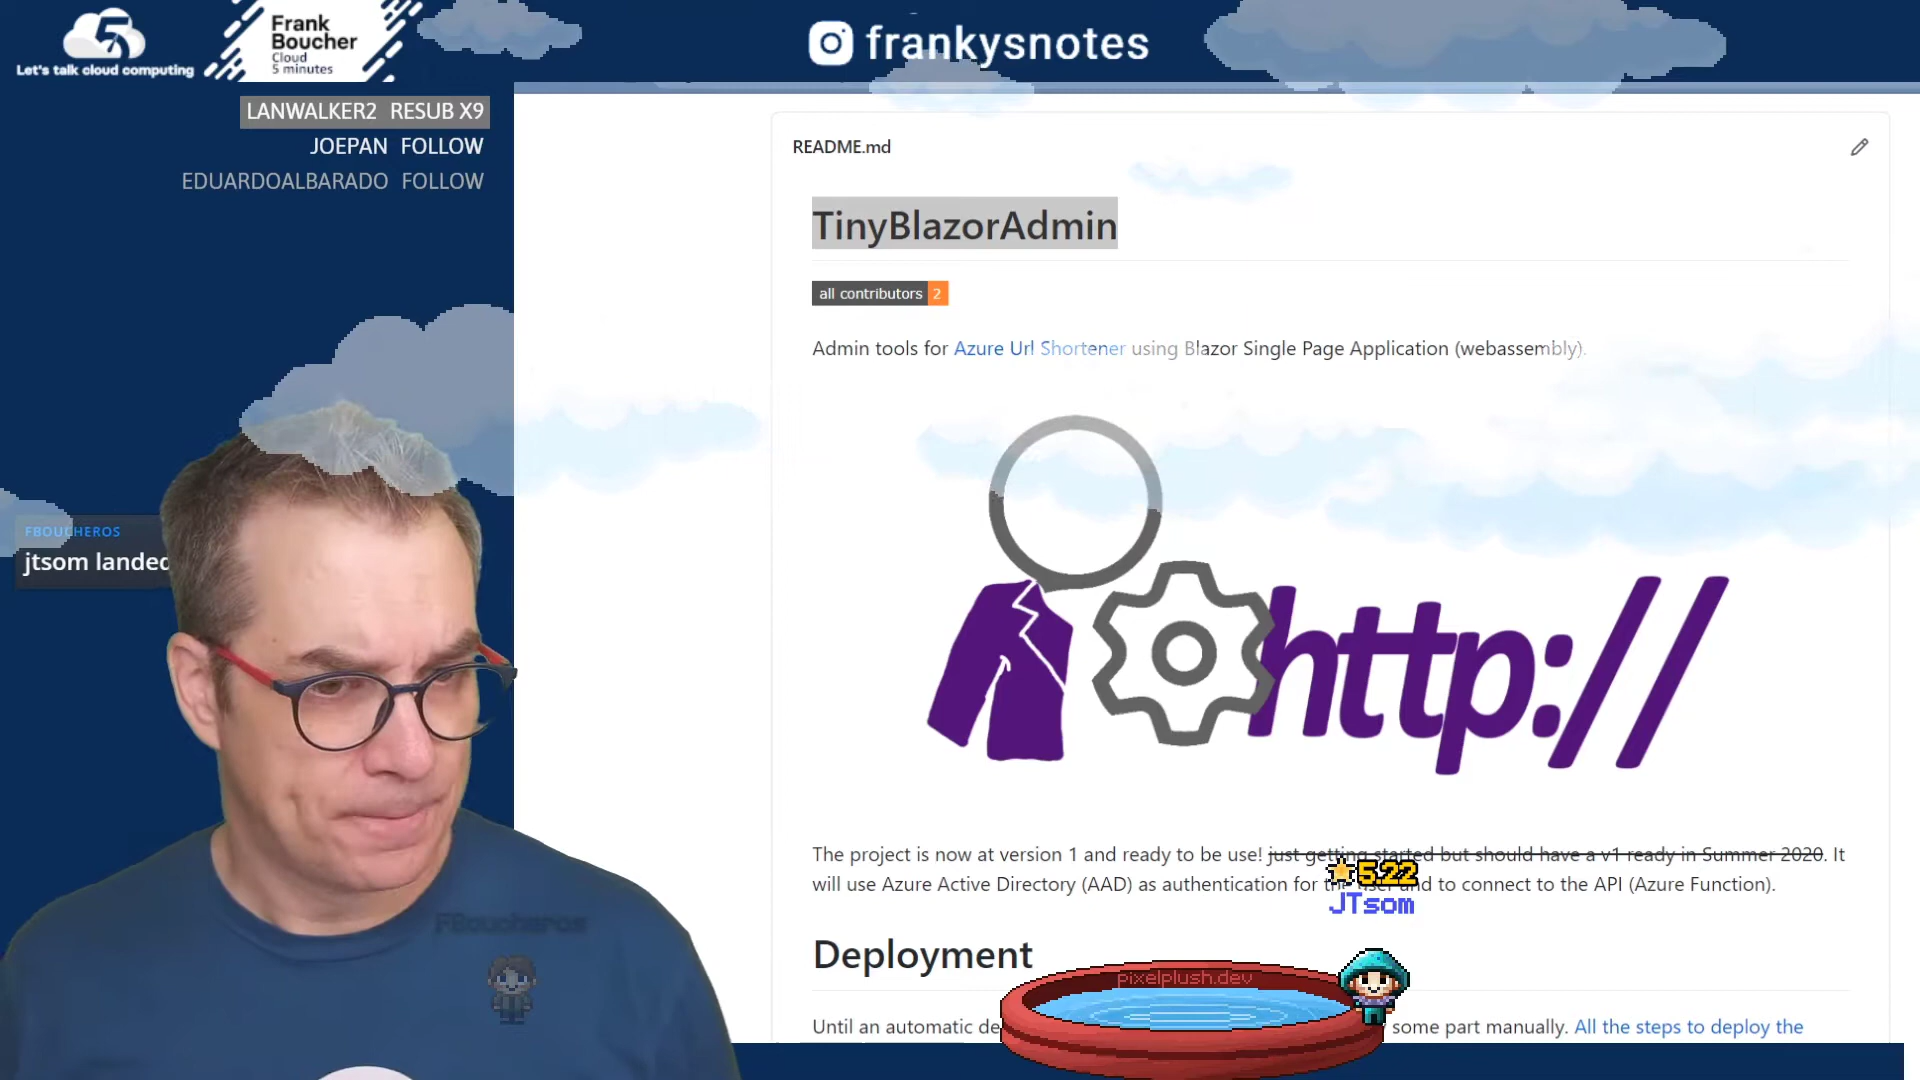 5
Let's talk cloud computing
Frank
Boucher
Cloud
5 minutes
frankysnotes
LANWALKER2 RESUB X9
JOEPAN FOLLOW
EDUARDOALBARADO FOLLOW
README.md
TinyBlazorAdmin
all contributors 2
Admin tools for Azure Url Shortener using Blazor Single Page Application (webassembly).
http://
FBOUCHEROS
jtsom landed
The project is now at version 1 and ready to be use! just getting started but should have a v1 ready in Summer 2020. It
will use Azure Active Directory (AAD) as authentication for the user and to connect to the API (Azure Function).
5.22
JTsom
FBoucheros
Deployment
pixelplush.dev
Until an automatic de some part manually. All the steps to deploy the